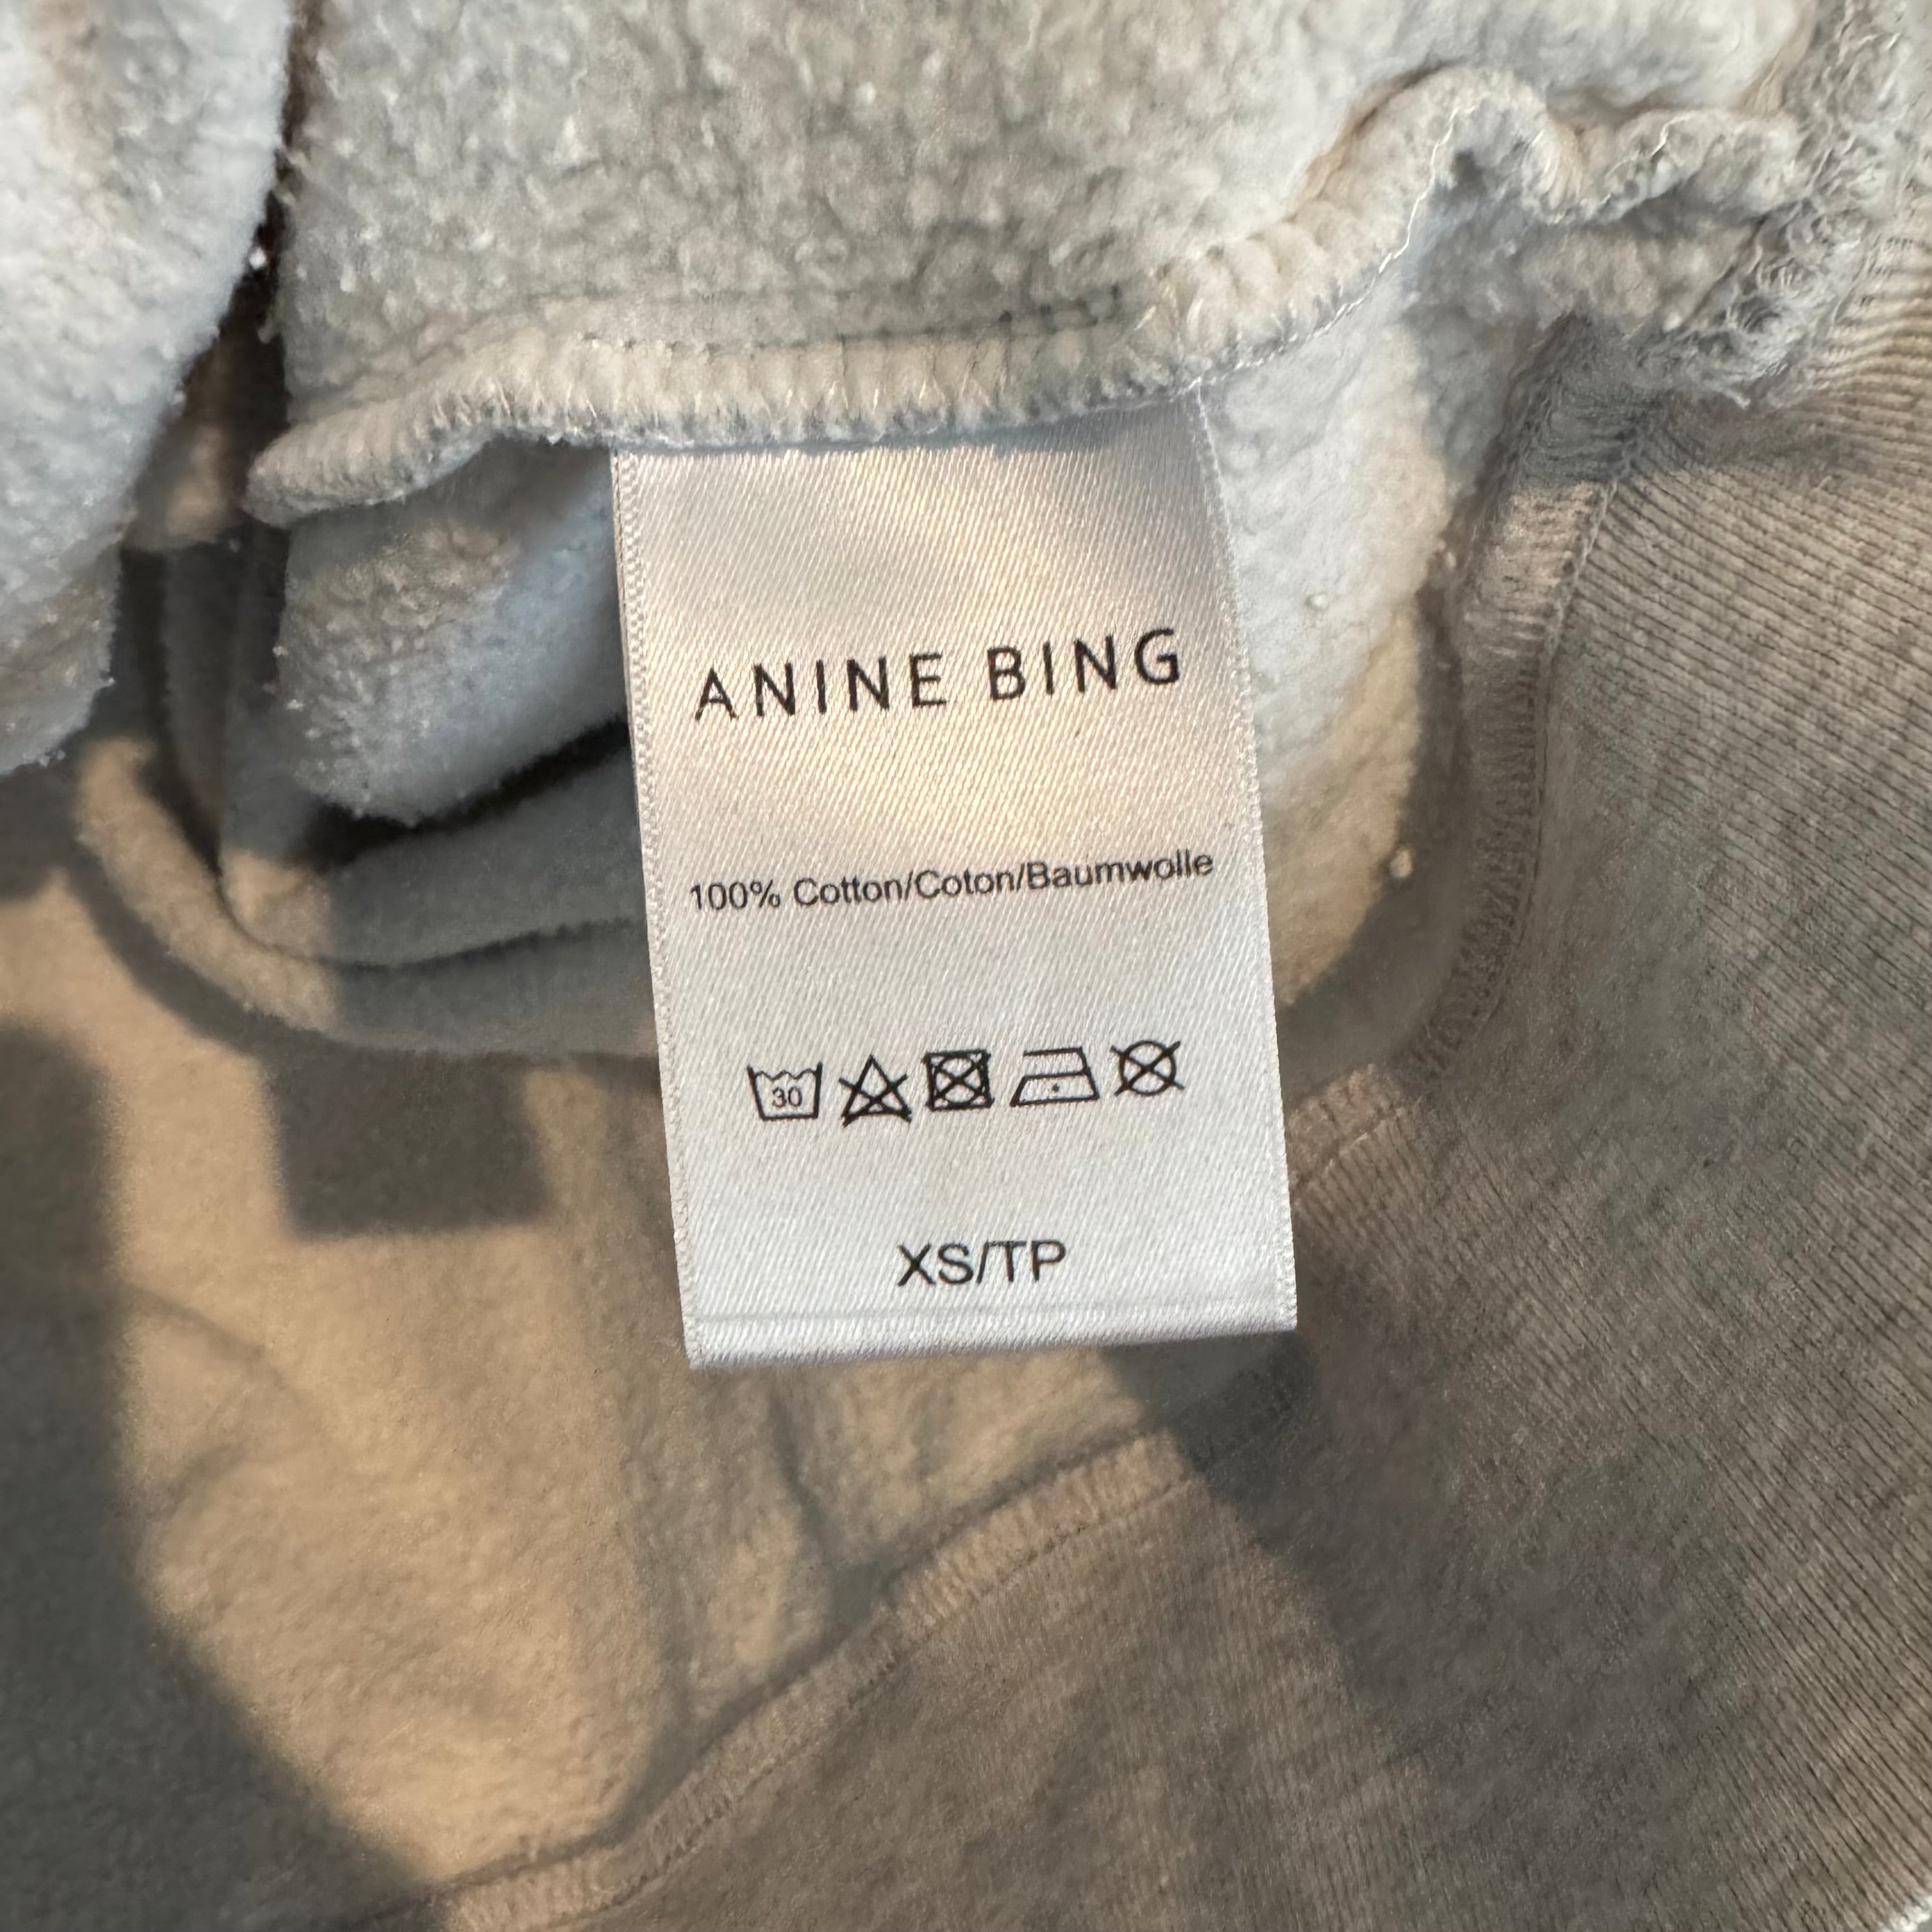 ANINE BING
100% Cotton/Coton/Baumwolle
30
XS/TP